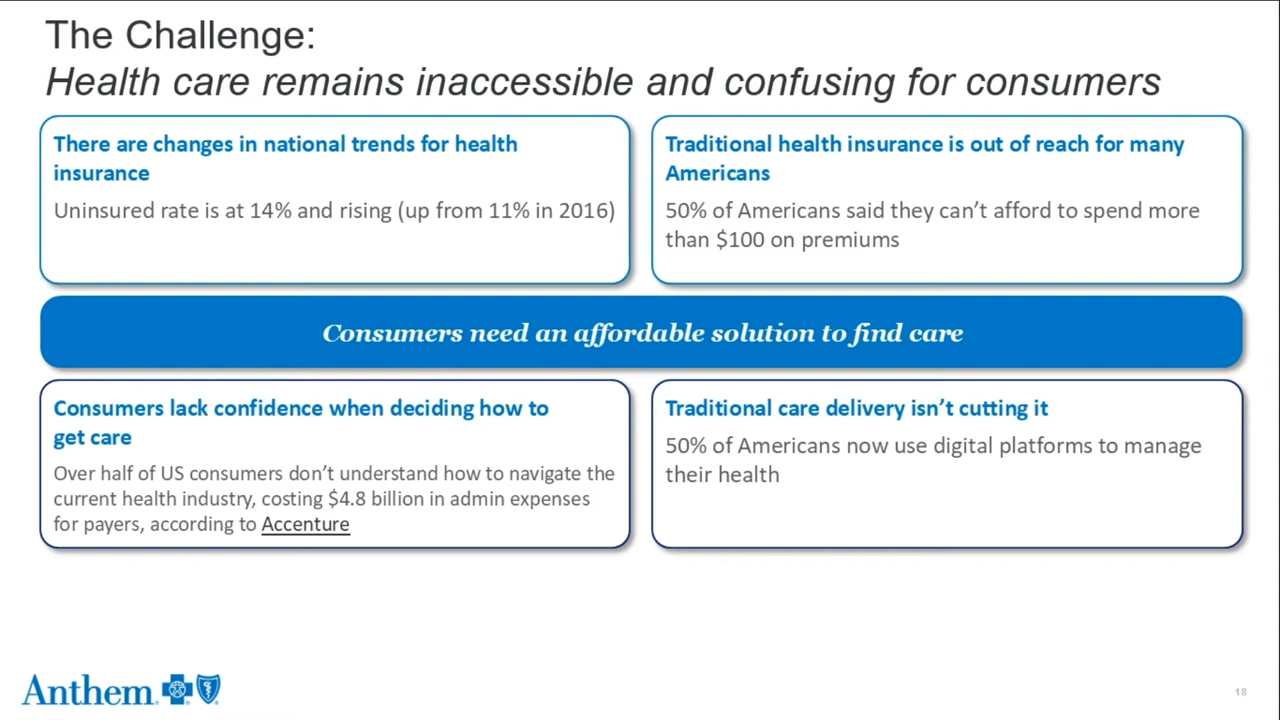 The Challenge:
Health care remains inaccessible and confusing for consumers
There are changes in national trends for health
insurance
Uninsured rate is at 14% and rising (up from 11% in 2016)
Traditional health insurance is out of reach for many
Americans
50% of Americans said they can’t afford to spend more
than $100 on premiums
Consumers need an affordable solution to find care
Consumers lack confidence when deciding how to
get care
Over half of US consumers don’t understand how to navigate the
current health industry, costing $4.8 billion in admin expenses
for payers, according to Accenture
Traditional care delivery isn’t cutting it
50% of Americans now use digital platforms to manage
their health
Anthem
18